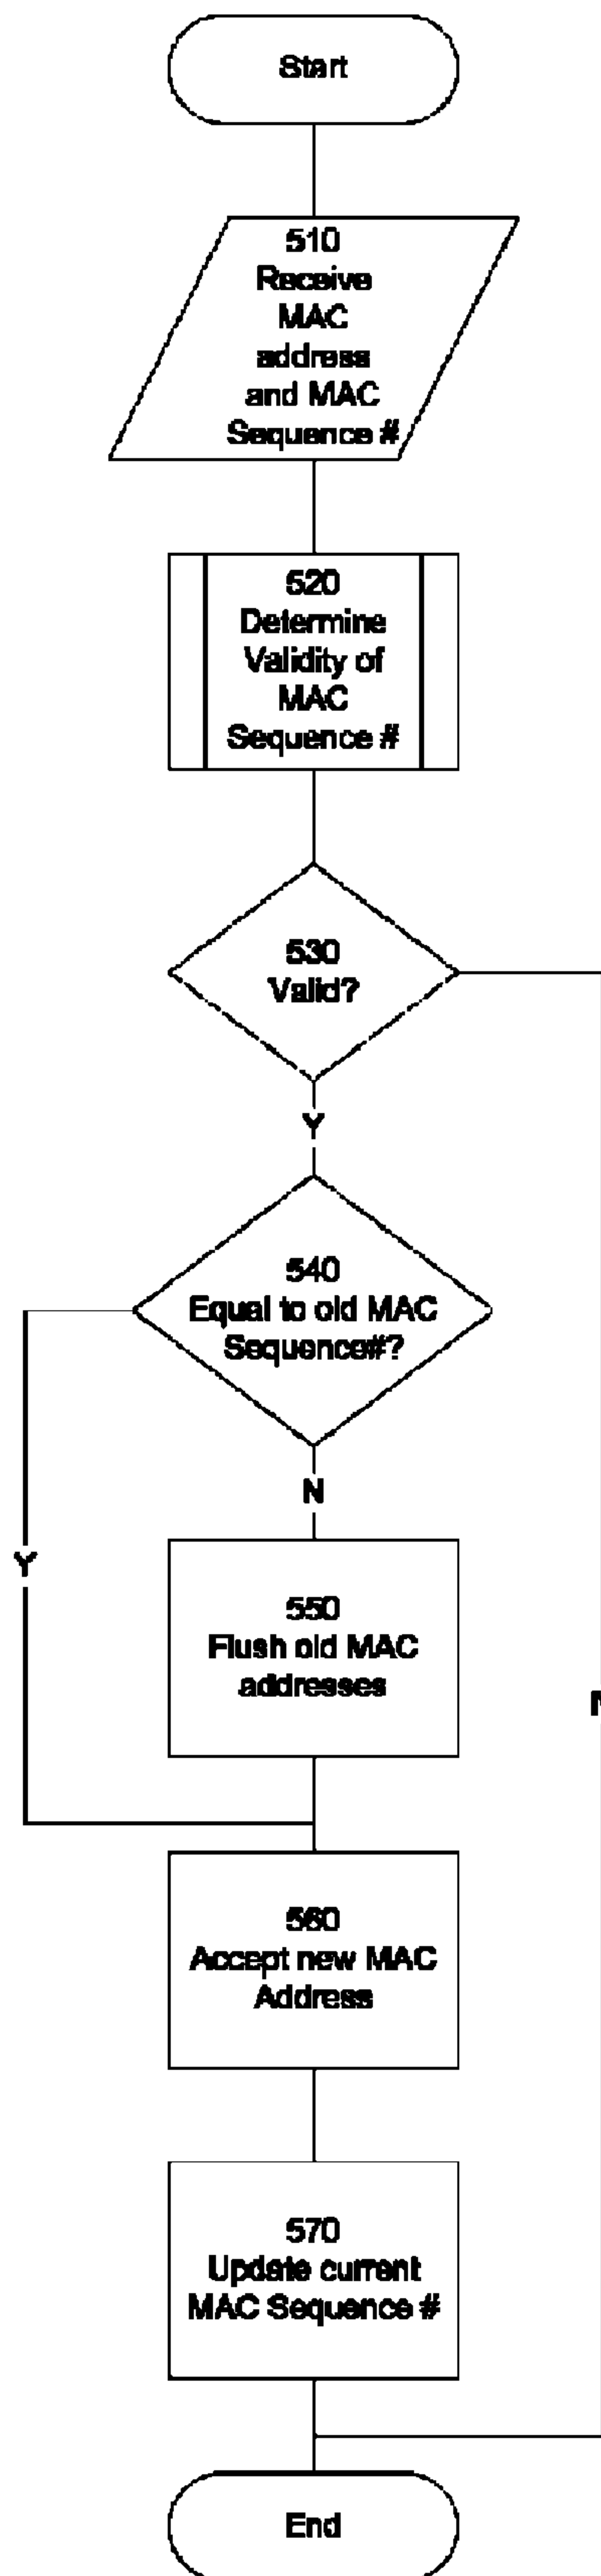 Start
510
Receive
MAC
address
and MAC
Sequence #
520
Determine
Validity of
MAC
Sequence #
530
Valid?
Y
540
Equal to old MAC
Sequence#?
N
Y
550
Flush old MAC
addresses
560
Accept new MAC
Address
570
Update current
MAC Sequence #
End